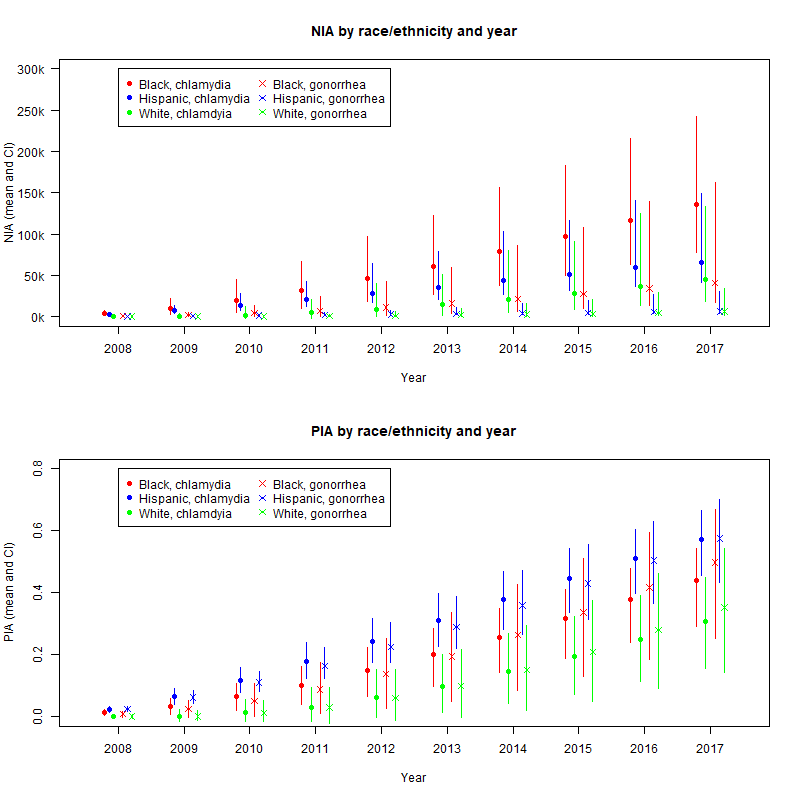 NIA by race/ethnicity and year
NIA (mean and CI)
300k
250k
200k
150k
100k
50k
0k
Black, chlamydia Black, gonorrhea
Hispanic, chlamydia Hispanic, gonorrhea
White, chlamdyia White, gonorrhea
2008 2009 2010 2011 2012 2013 2014 2015 2016 2017
Year
PIA by race/ethnicity and year
PIA (mean and CI)
0.8
0.6
0.4
0.2
0.0
Black, chlamydia Black, gonorrhea
Hispanic, chlamydia Hispanic, gonorrhea
White, chlamdyia White, gonorrhea
2008 2009 2010 2011 2012 2013 2014 2015 2016 2017
Year